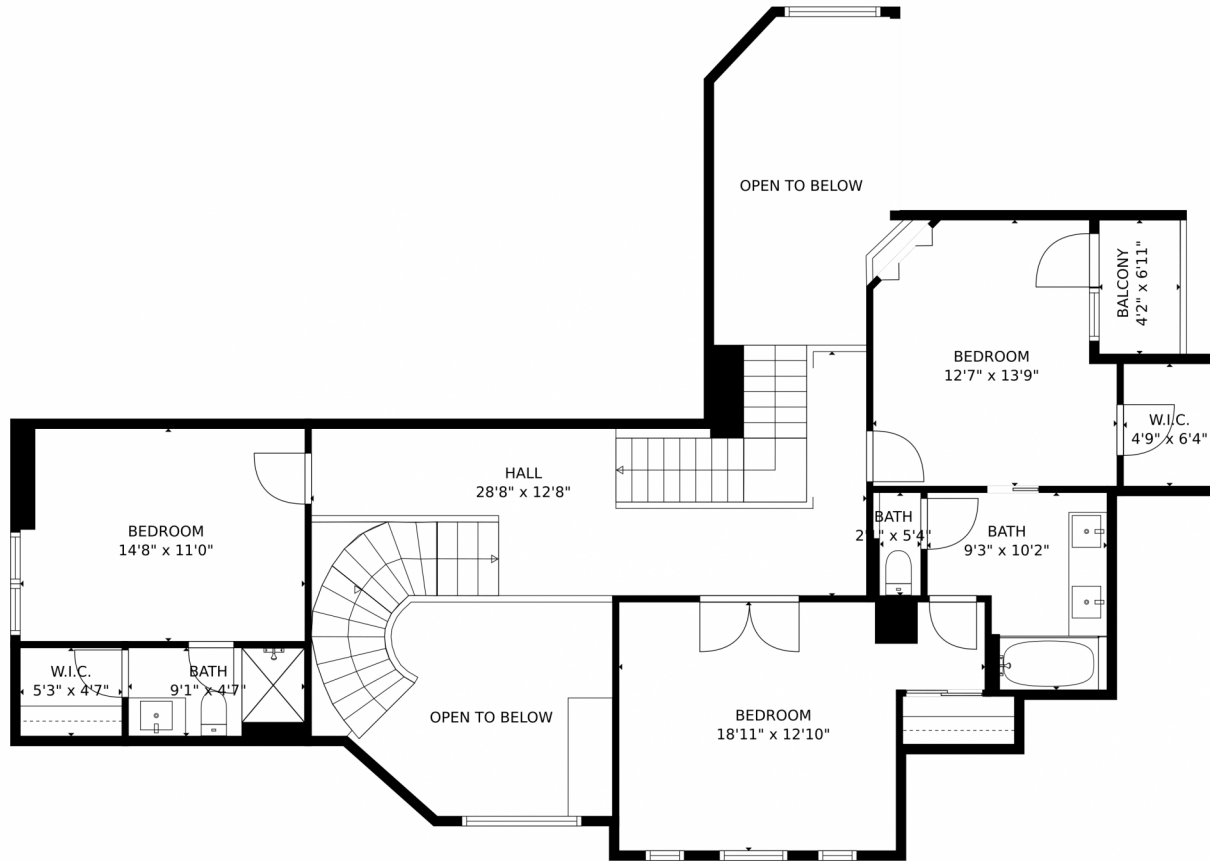 OPEN TO BELOW
BALCONY
4'2" x 6'11"
BEDROOM
12'7" x 13'9"
W.I.C.
4'9" x 6'4"
HALL
28'8" x 12'8"
BEDROOM
14'8" x 11'0"
BATH
5'4"
BATH
9'3" x 10'2"
W.I.C.
5'3" x 4'7"
BATH
9'1" x 4'7"
OPEN TO BELOW
BEDROOM
18'11" x 12'10"